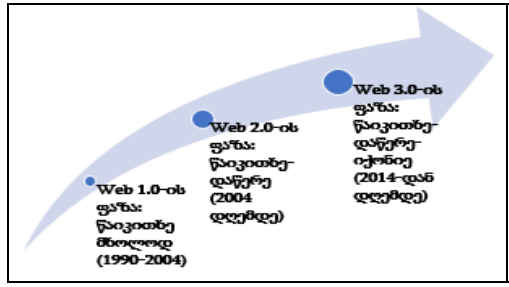 Web 1.0-ის
ფაზა:
წაიკითხე
მხოლოდ
(1990-2004)
Web 2.0-ის
ფაზა:
წაიკითხე-
დაწერე
(2004
დღემდე)
Web 3.0-ის
ფაზა:
წაიკითხე-
დაწერე-
იქონიე
(2014-დან
დღემდე)